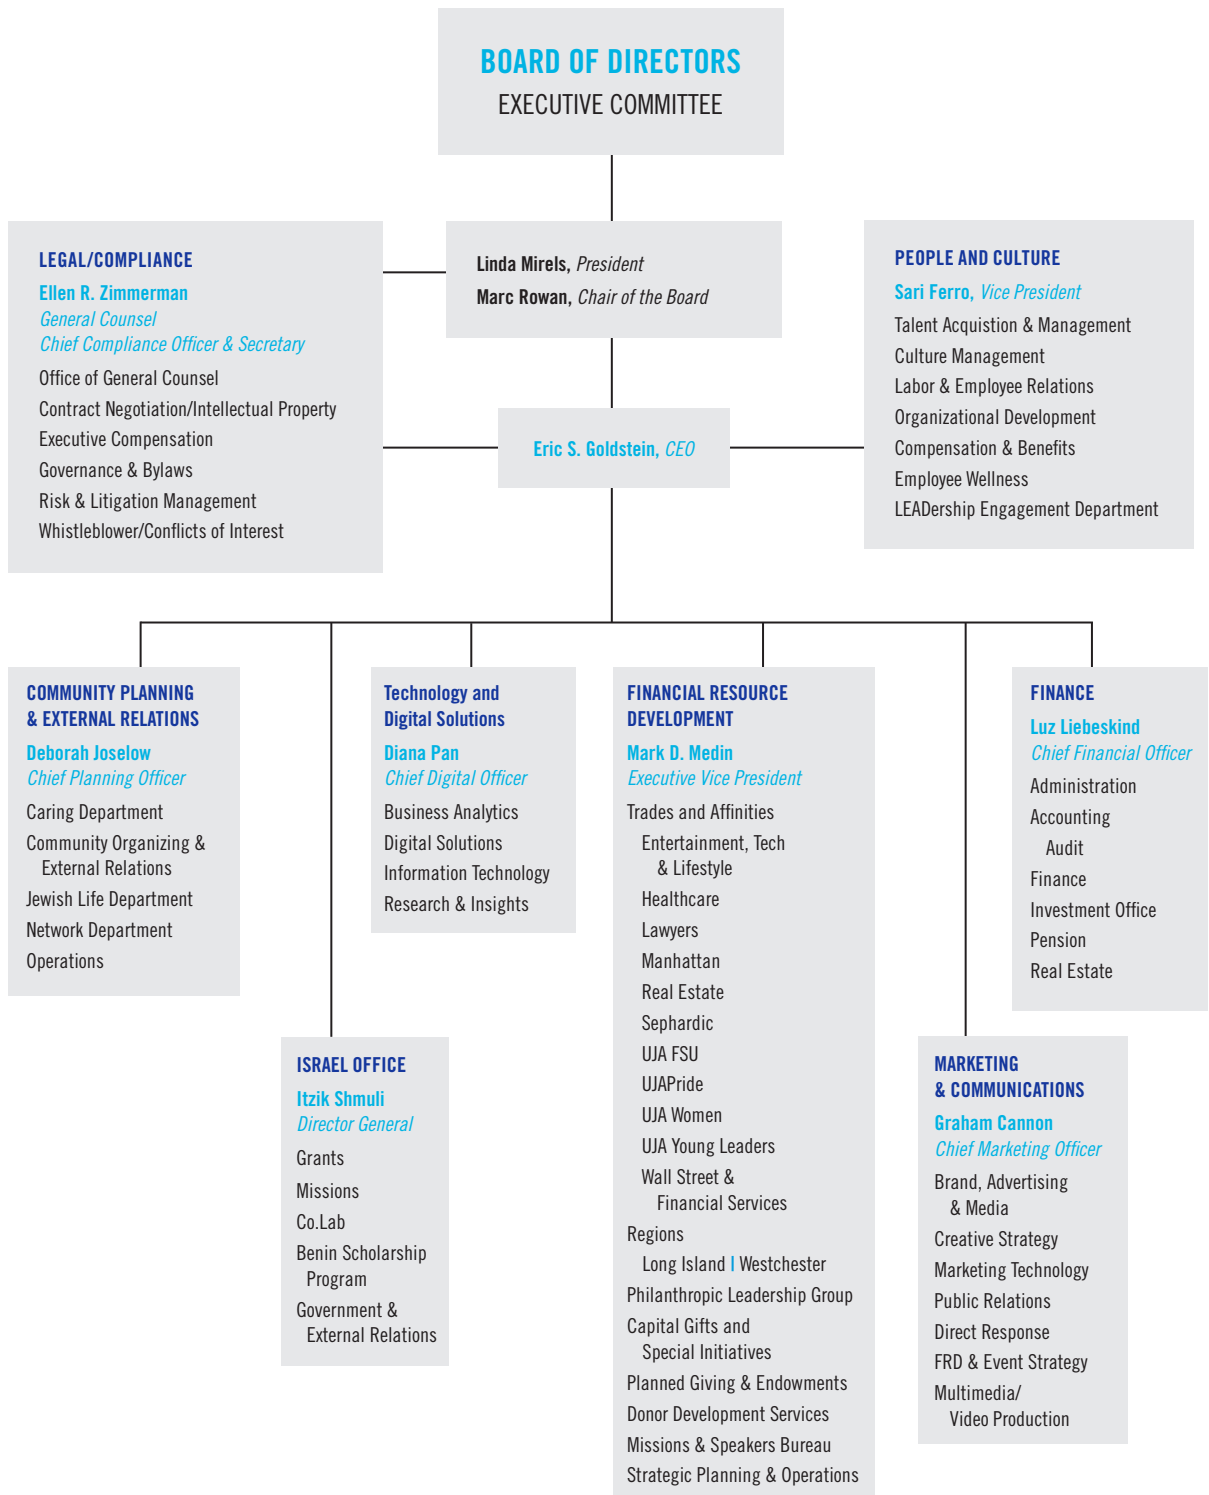 BOARD OF DIRECTORS
EXECUTIVE COMMITTEE
LEGAL/COMPLIANCE
Ellen R. Zimmerman
General Counsel
Chief Compliance Officer & Secretary
Office of General Counsel
Contract Negotiation/Intellectual Property
Executive Compensation
Governance & Bylaws
Risk & Litigation Management
Whistleblower/Conflicts of Interest
Linda Mirels, President
Marc Rowan, Chair of the Board
Eric S. Goldstein, CEO
PEOPLE AND CULTURE
Sari Ferro, Vice President
Talent Acquistion & Management
Culture Management
Labor & Employee Relations
Organizational Development
Compensation & Benefits
Employee Wellness
LEADership Engagement Department
COMMUNITY PLANNING
& EXTERNAL RELATIONS
Deborah Joselow
Chief Planning Officer
Caring Department
Community Organizing &
External Relations
Jewish Life Department
Network Department
Operations
ISRAEL OFFICE
Itzik Shmuli
Director General
Grants
Missions
Co.Lab
Benin Scholarship
Program
Government &
External Relations
Technology and
Digital Solutions
Diana Pan
Chief Digital Officer
Business Analytics
Digital Solutions
Information Technology
Research & Insights
FINANCIAL RESOURCE
DEVELOPMENT
Mark D. Medin
Executive Vice President
Trades and Affinities
Entertainment, Tech
& Lifestyle
Healthcare
Lawyers
Manhattan
Real Estate
Sephardic
UJA FSU
UJAPride
UJA Women
UJA Young Leaders
Wall Street &
Financial Services
Regions
Long Island | Westchester
Philanthropic Leadership Group
Capital Gifts and
Special Initiatives
Planned Giving & Endowments
Donor Development Services
Missions & Speakers Bureau
Strategic Planning & Operations
MARKETING
& COMMUNICATIONS
Graham Cannon
Chief Marketing Officer
Brand, Advertising
& Media
Creative Strategy
Marketing Technology
Public Relations
Direct Response
FRD & Event Strategy
Multimedia/
Video Production
FINANCE
Luz Liebeskind
Chief Financial Officer
Administration
Accounting
Audit
Finance
Investment Office
Pension
Real Estate